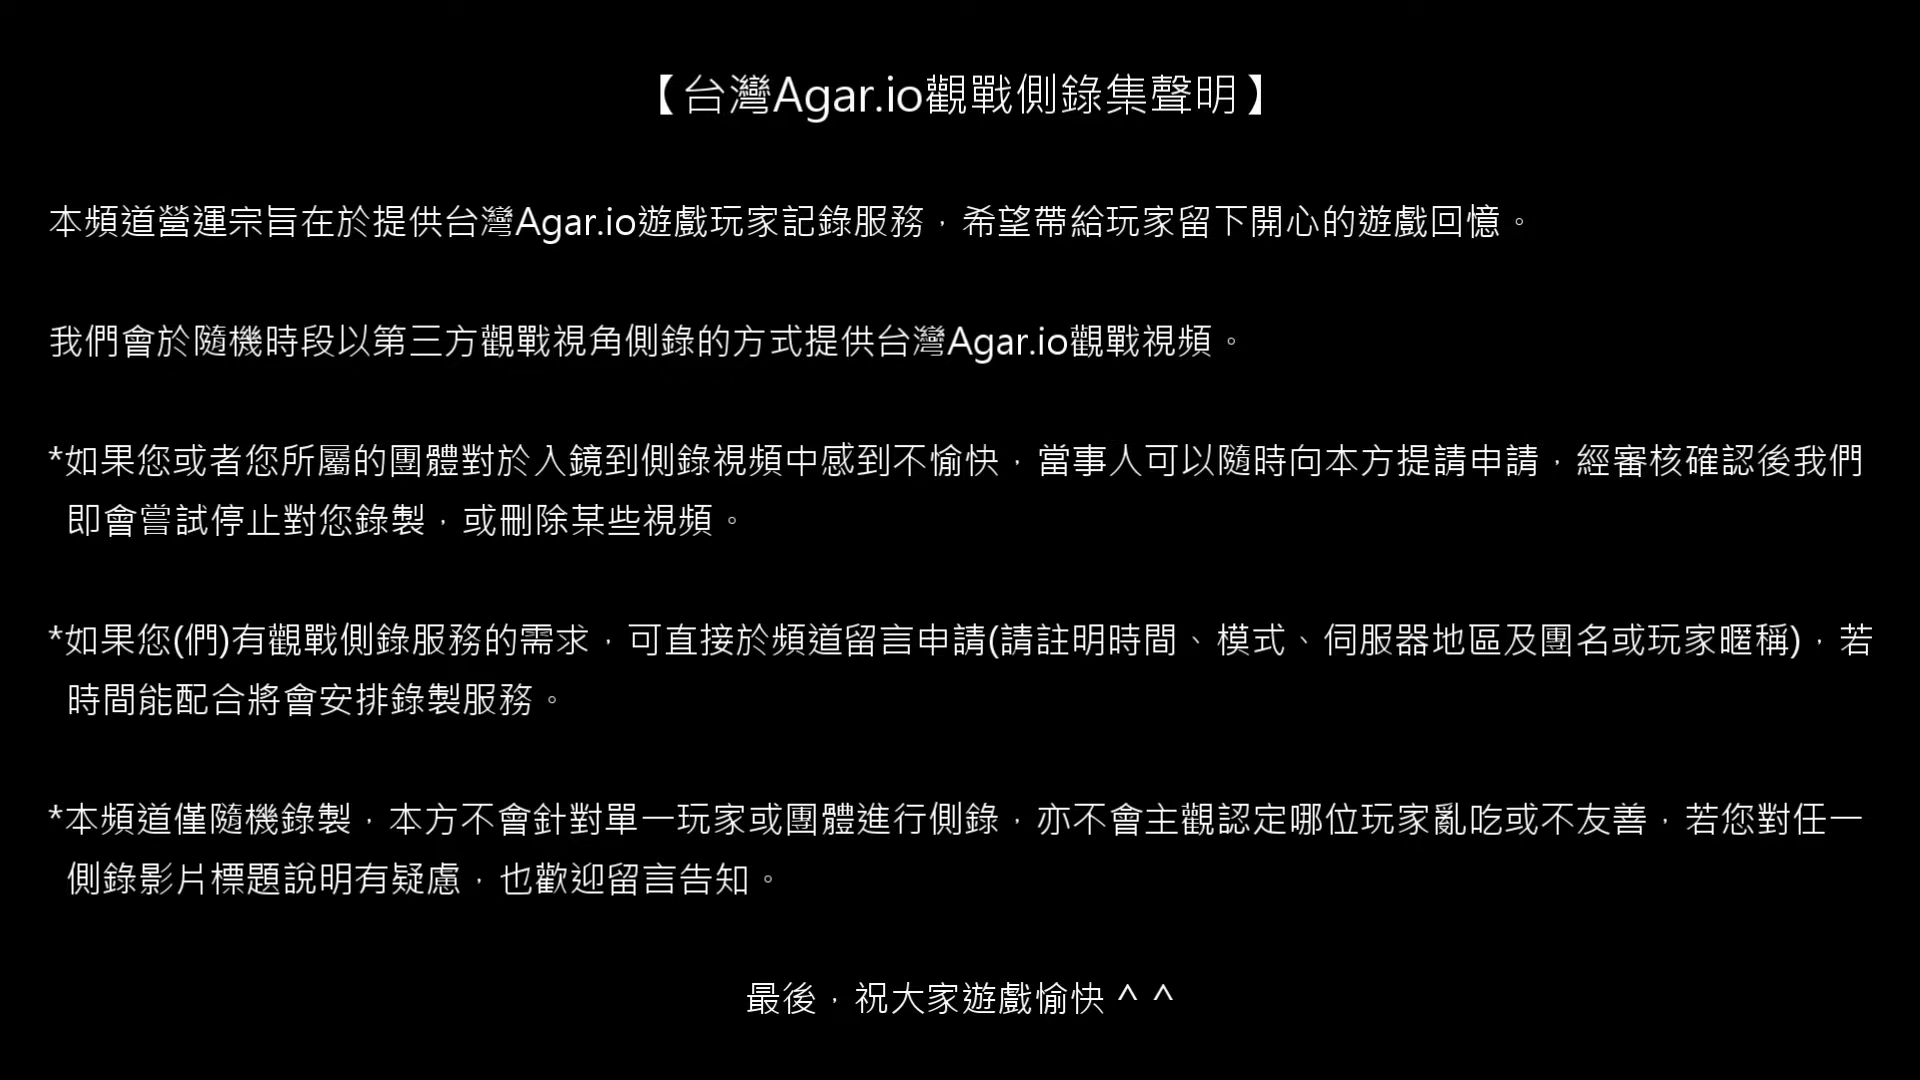 【台灣Agar.io觀戰側錄集聲明】
本頻道營運宗旨在於提供台灣Agar.io遊戲玩家記錄服務，希望帶給玩家留下開心的遊戲回憶。
我們會於隨機時段以第三方觀戰視角側錄的方式提供台灣Agar.io觀戰視頻。
*如果您或者您所屬的團體對於入鏡到側錄視頻中感到不愉快，當事人可以隨時向本方提請申請，經審核確認後我們
即會嘗試停止對您錄製，或刪除某些視頻。
*如果您(們)有觀戰側錄服務的需求，可直接於頻道留言申請(請註明時間、模式、伺服器地區及團名或玩家暱稱)，若
時間能配合將會安排錄製服務。
*本頻道僅隨機錄製，本方不會針對單一玩家或團體進行側錄，亦不會主觀認定哪位玩家亂吃或不友善，若您對任一
側錄影片標題說明有疑慮，也歡迎留言告知。
最後，祝大家遊戲愉快 ^ ^